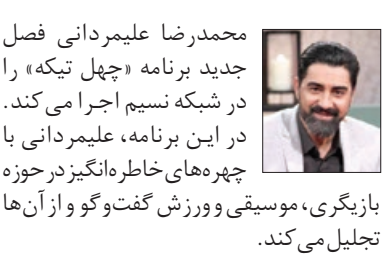 محمدرضا علیمردانی فصل
جدید برنامه «چهل تیکه» را
در شبکه نسیم اجرا می‌کند.
در این برنامه، علیمردانی با
چهره‌های خاطره‌انگیز در حوزه
بازیگری، موسیقی و ورزش گفت‌وگو و از آن‌ها
تجلیل می‌کند.